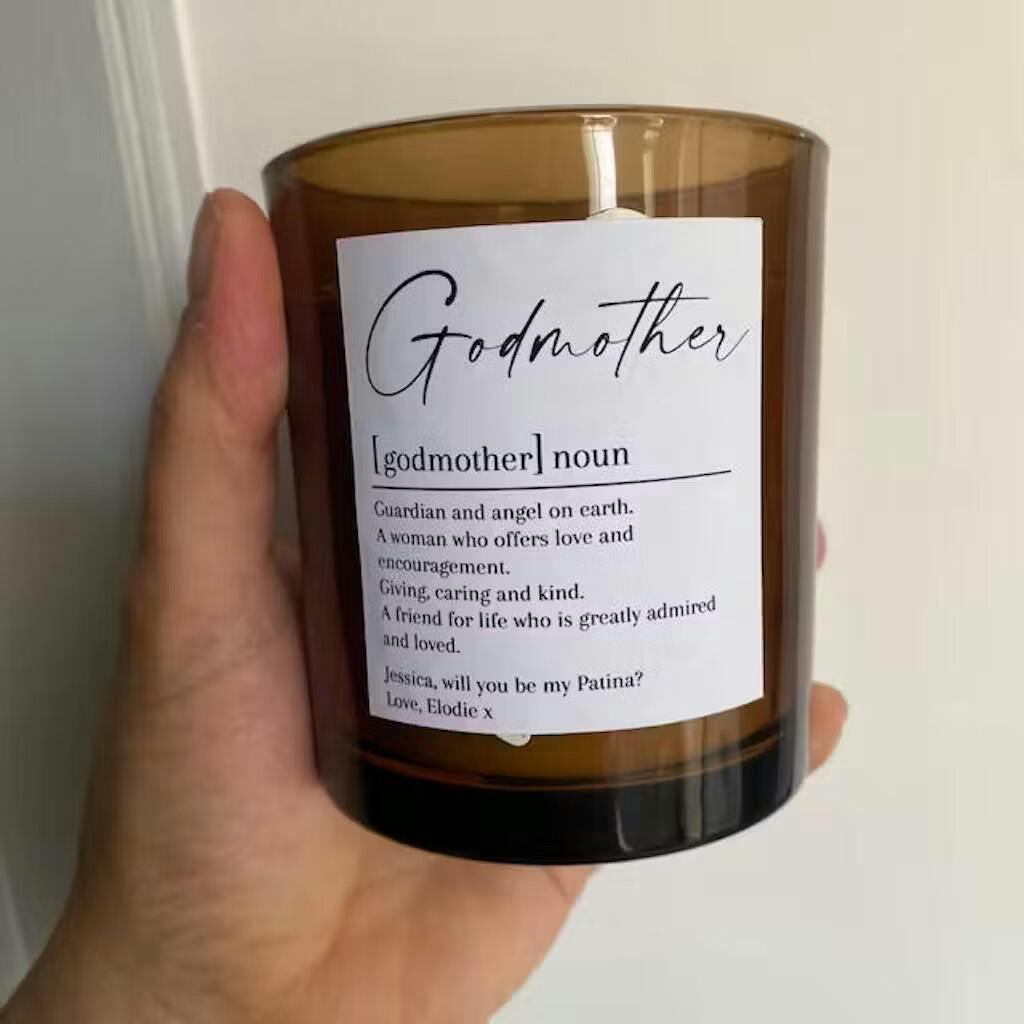 Godmother
[godmother] noun
Guardian and angel on earth.
A woman who offers love and
encouragement.
Giving, caring and kind.
A friend for life who is greatly admired
and loved.
Jessica, will you be my Patina?
Love, Elodie x